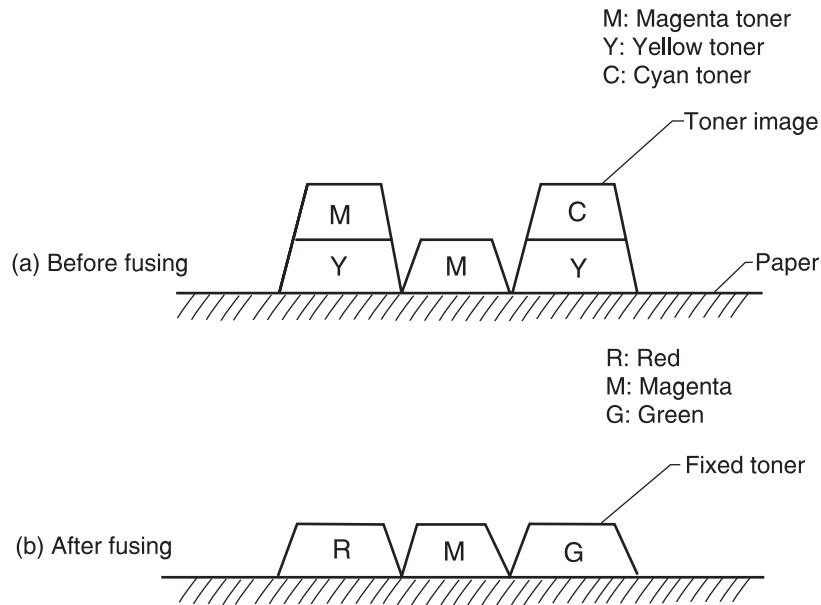 M: Magenta toner
Y: Yellow toner
C: Cyan toner
Toner image
M
C
(a) Before fusing
Y
M
Y
Paper
R: Red
M: Magenta
G: Green
Fixed toner
(b) After fusing
R
M
G